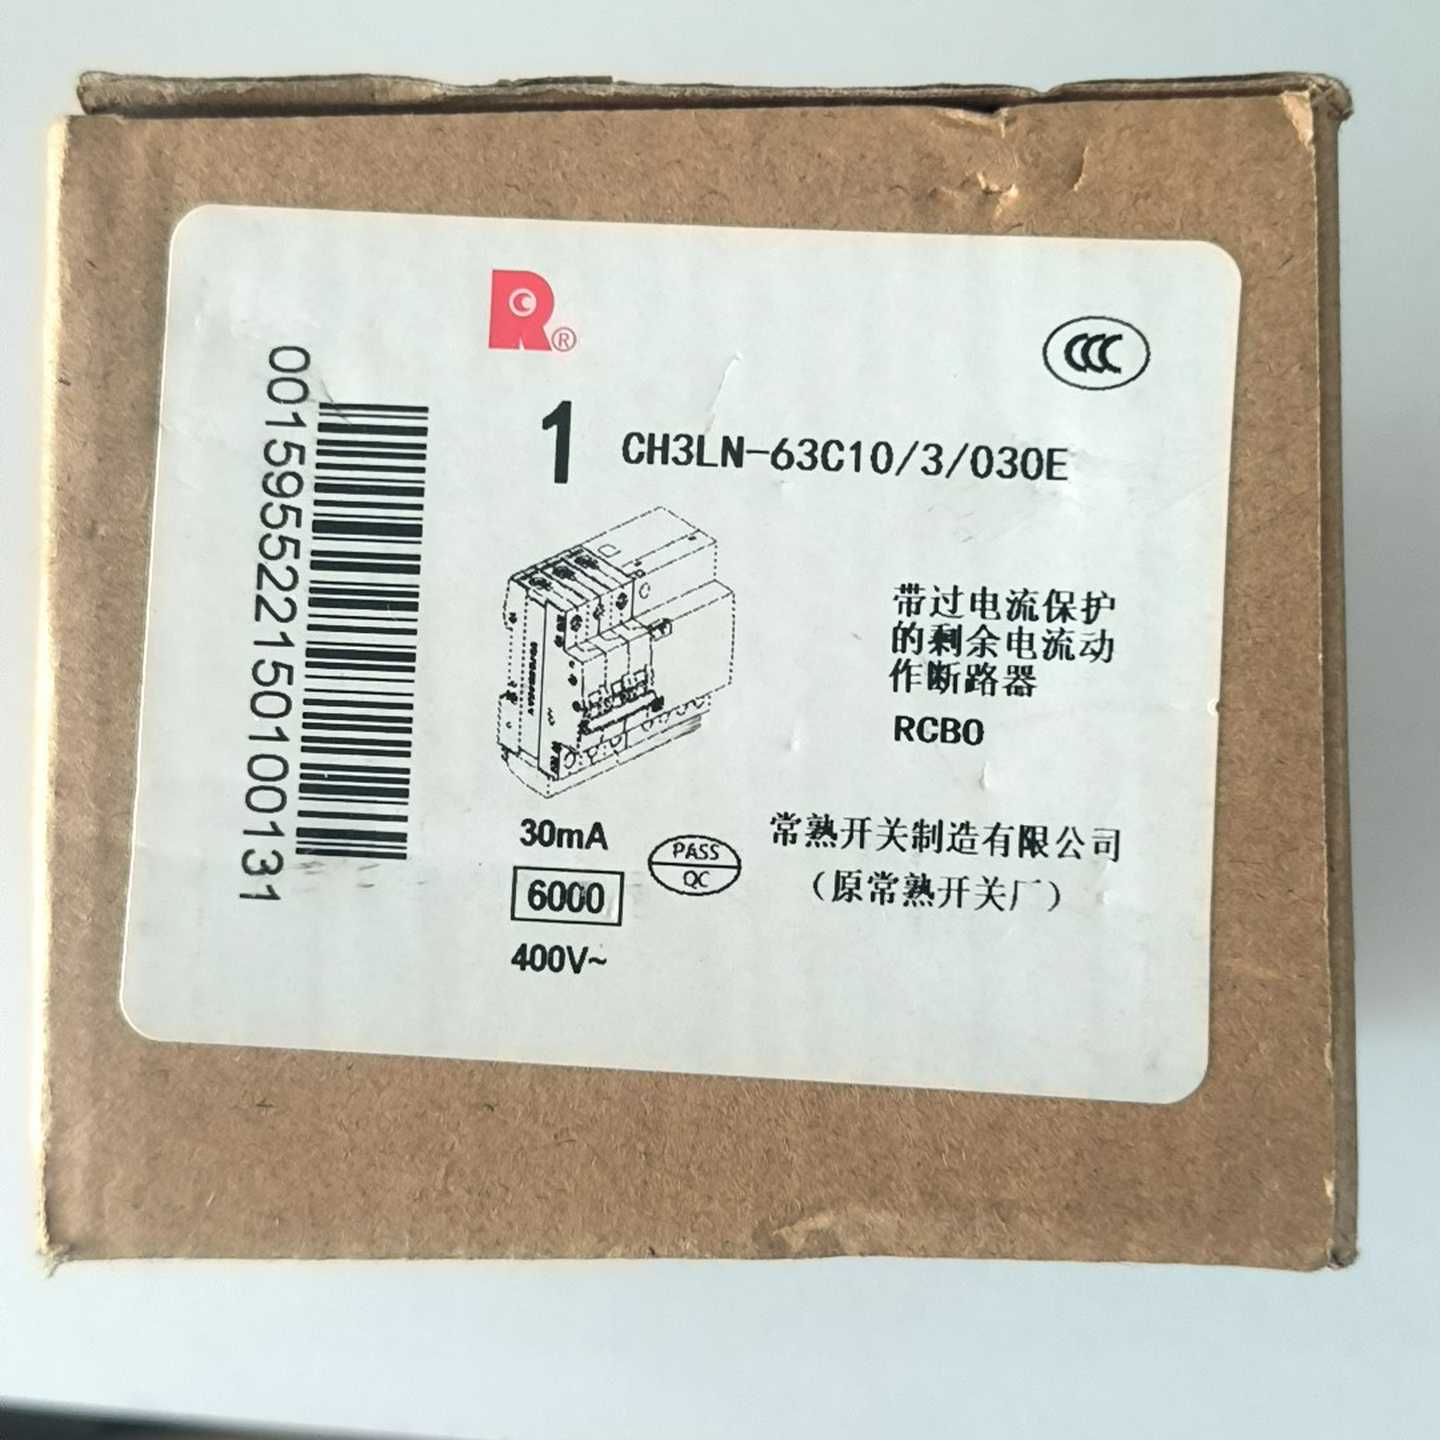 R®
CCC
1 CH3LN-63C10/3/030E
001595522150100131
带过电流保护
的剩余电流动
作断路器
RCBO
30mA
6000
400V~
PASS
QC
常熟开关制造有限公司
（原常熟开关厂）